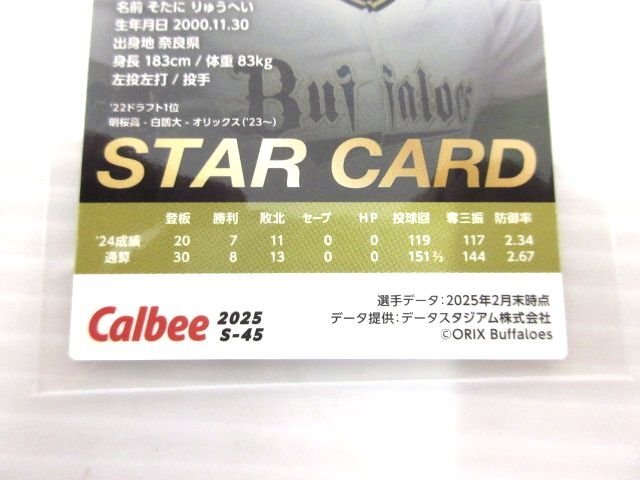 名前 そたに りゅうへい
生年月日 2000.11.30
出身地 奈良県
身長 183cm / 体重 83kg
左投左打 / 投手
'22ドラフト1位
明桜高 - 白鷗大 - オリックス('23～)
Buffaloes
STAR CARD
登板 勝利 敗北 セーブ HP 投球回 奪三振 防御率
'24成績 20 7 11 0 0 119 117 2.34
通算 30 8 13 0 0 151⅔ 144 2.67
Calbee 2025 S-45
選手データ：2025年2月末時点
データ提供：データスタジアム株式会社
©ORIX Buffaloes